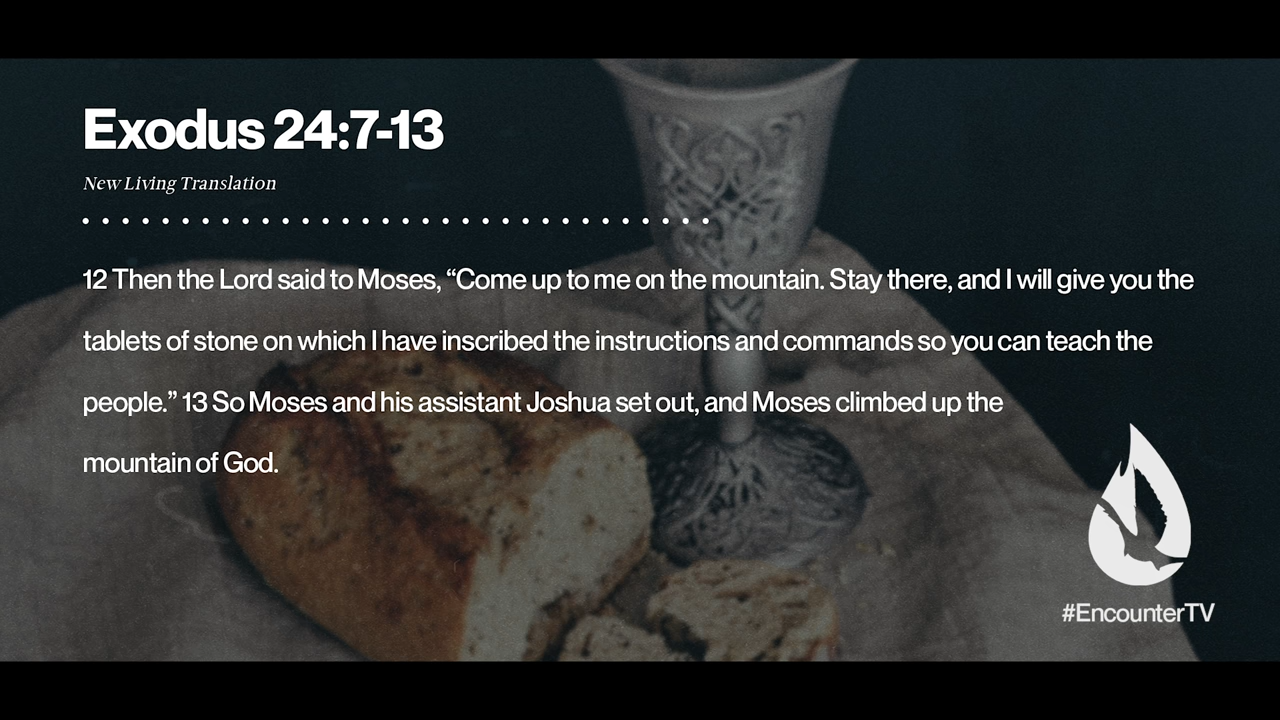 Exodus 24:7-13
New Living Translation
12 Then the Lord said to Moses, “Come up to me on the mountain. Stay there, and I will give you the
tablets of stone on which I have inscribed the instructions and commands so you can teach the
people.” 13 So Moses and his assistant Joshua set out, and Moses climbed up the
mountain of God.
#EncounterTV